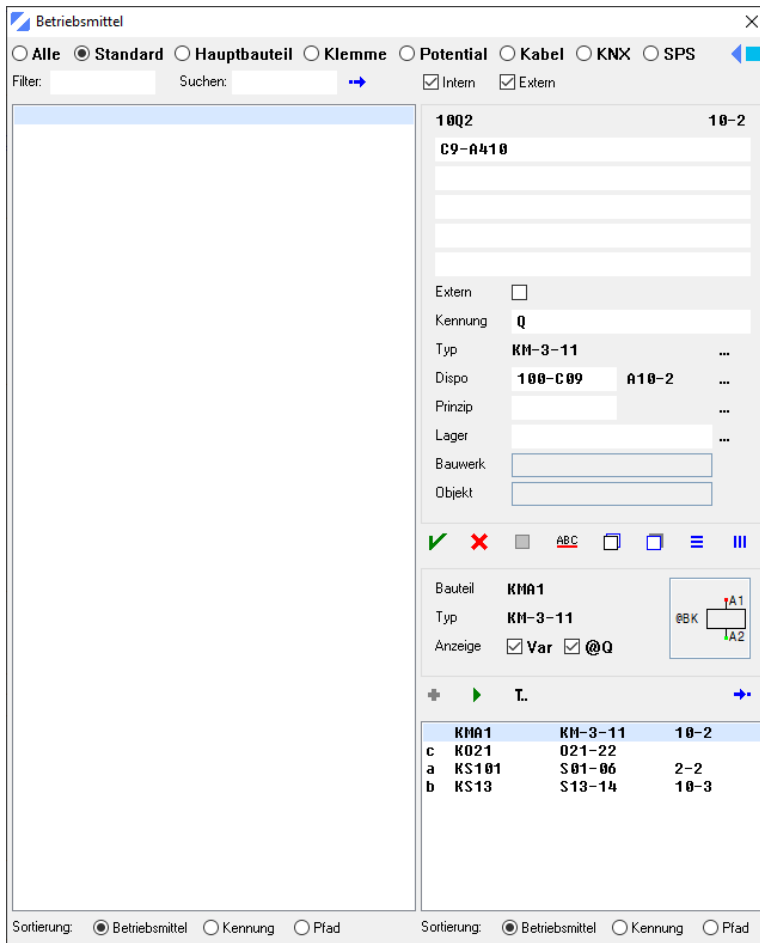 Betriebsmittel
Alle Standard Hauptbauteil Klemme Potential Kabel KNX SPS
Filter: Suchen: Intern Extern
10Q2 10-2
C9-A410
Extern
Kennung Q
Typ KM-3-11 ...
Dispo 100-C09 A10-2 ...
Prinzip ...
Lager ...
Bauwerk
Objekt
ABC
Bauteil KMA1
Typ KM-3-11
Anzeige Var @Q
@BK A1
A2
T..
KMA1 KM-3-11 10-2
c KO21 O21-22
a KS101 S01-06 2-2
b KS13 S13-14 10-3
Sortierung: Betriebsmittel Kennung Pfad Sortierung: Betriebsmittel Kennung Pfad